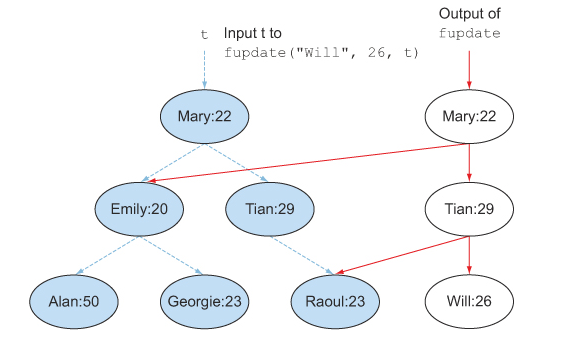 Output of
fupdate
t
Input t to
fupdate("Will", 26, t)
Mary:22
Mary:22
Emily:20
Tian:29
Tian:29
Alan:50
Georgie:23
Raoul:23
Will:26